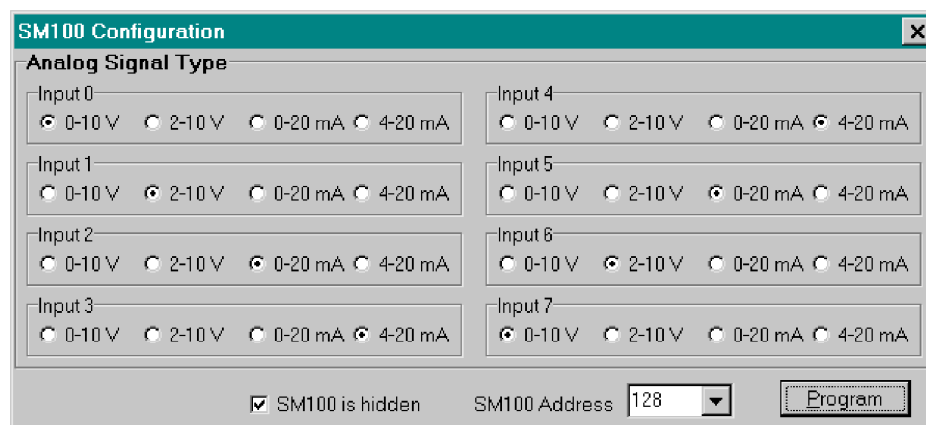 SM100 Configuration
Analog Signal Type
Input 0
0-10 V 2-10 V 0-20 mA 4-20 mA
Input 1
0-10 V 2-10 V 0-20 mA 4-20 mA
Input 2
0-10 V 2-10 V 0-20 mA 4-20 mA
Input 3
0-10 V 2-10 V 0-20 mA 4-20 mA
Input 4
0-10 V 2-10 V 0-20 mA 4-20 mA
Input 5
0-10 V 2-10 V 0-20 mA 4-20 mA
Input 6
0-10 V 2-10 V 0-20 mA 4-20 mA
Input 7
0-10 V 2-10 V 0-20 mA 4-20 mA
SM100 is hidden SM100 Address 128 Program